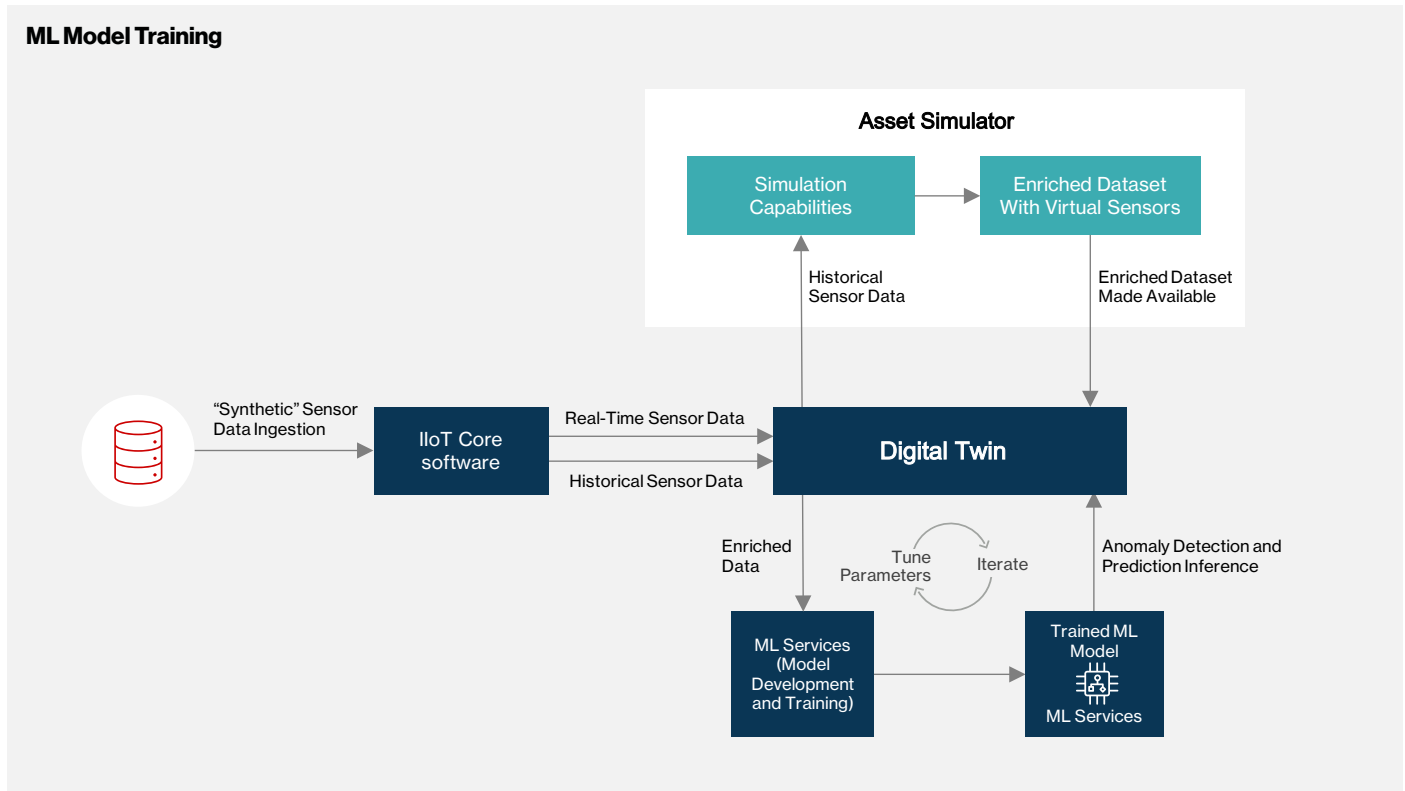 ML Model Training
Asset Simulator
Simulation
Capabilities
Enriched Dataset
With Virtual Sensors
Historical
Sensor Data
Enriched Dataset
Made Available
“Synthetic” Sensor
Data Ingestion
IIoT Core
software
Real-Time Sensor Data
Historical Sensor Data
Digital Twin
Enriched
Data
Tune
Parameters
Iterate
Anomaly Detection and
Prediction Inference
ML Services
(Model
Development
and Training)
Trained ML
Model
ML Services